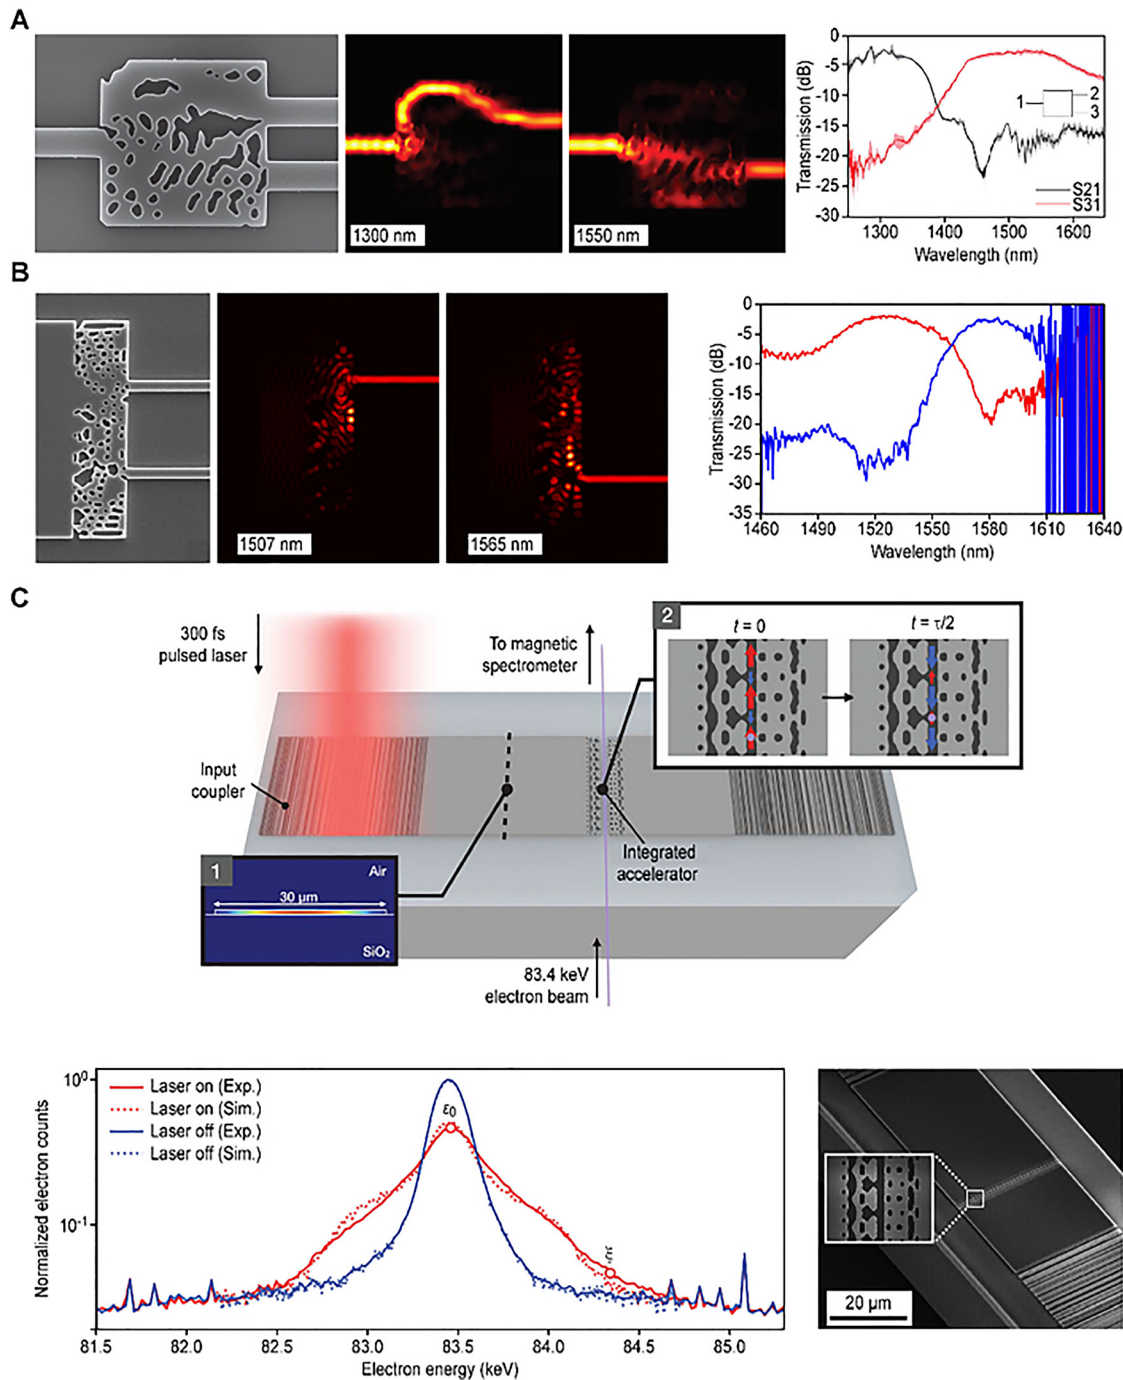 A
1300 nm
1550 nm
0
-5
-10
-15
-20
-25
-30
Transmission (dB)
1
2
3
S21
S31
1300 1400 1500 1600
Wavelength (nm)
B
1507 nm
1565 nm
0
-5
-10
-15
-20
-25
-30
-35
Transmission (dB)
1460 1490 1520 1550 1580 1610 1640
Wavelength (nm)
C
300 fs
pulsed laser
To magnetic
spectrometer
2
t = 0
t = τ/2
Input
coupler
Integrated
accelerator
1
Air
30 µm
SiO₂
83.4 keV
electron beam
10⁰
10⁻¹
Normalized electron counts
Laser on (Exp.)
Laser on (Sim.)
Laser off (Exp.)
Laser off (Sim.)
ε₀
ξ
81.5 82.0 82.5 83.0 83.5 84.0 84.5 85.0
Electron energy (keV)
20 µm